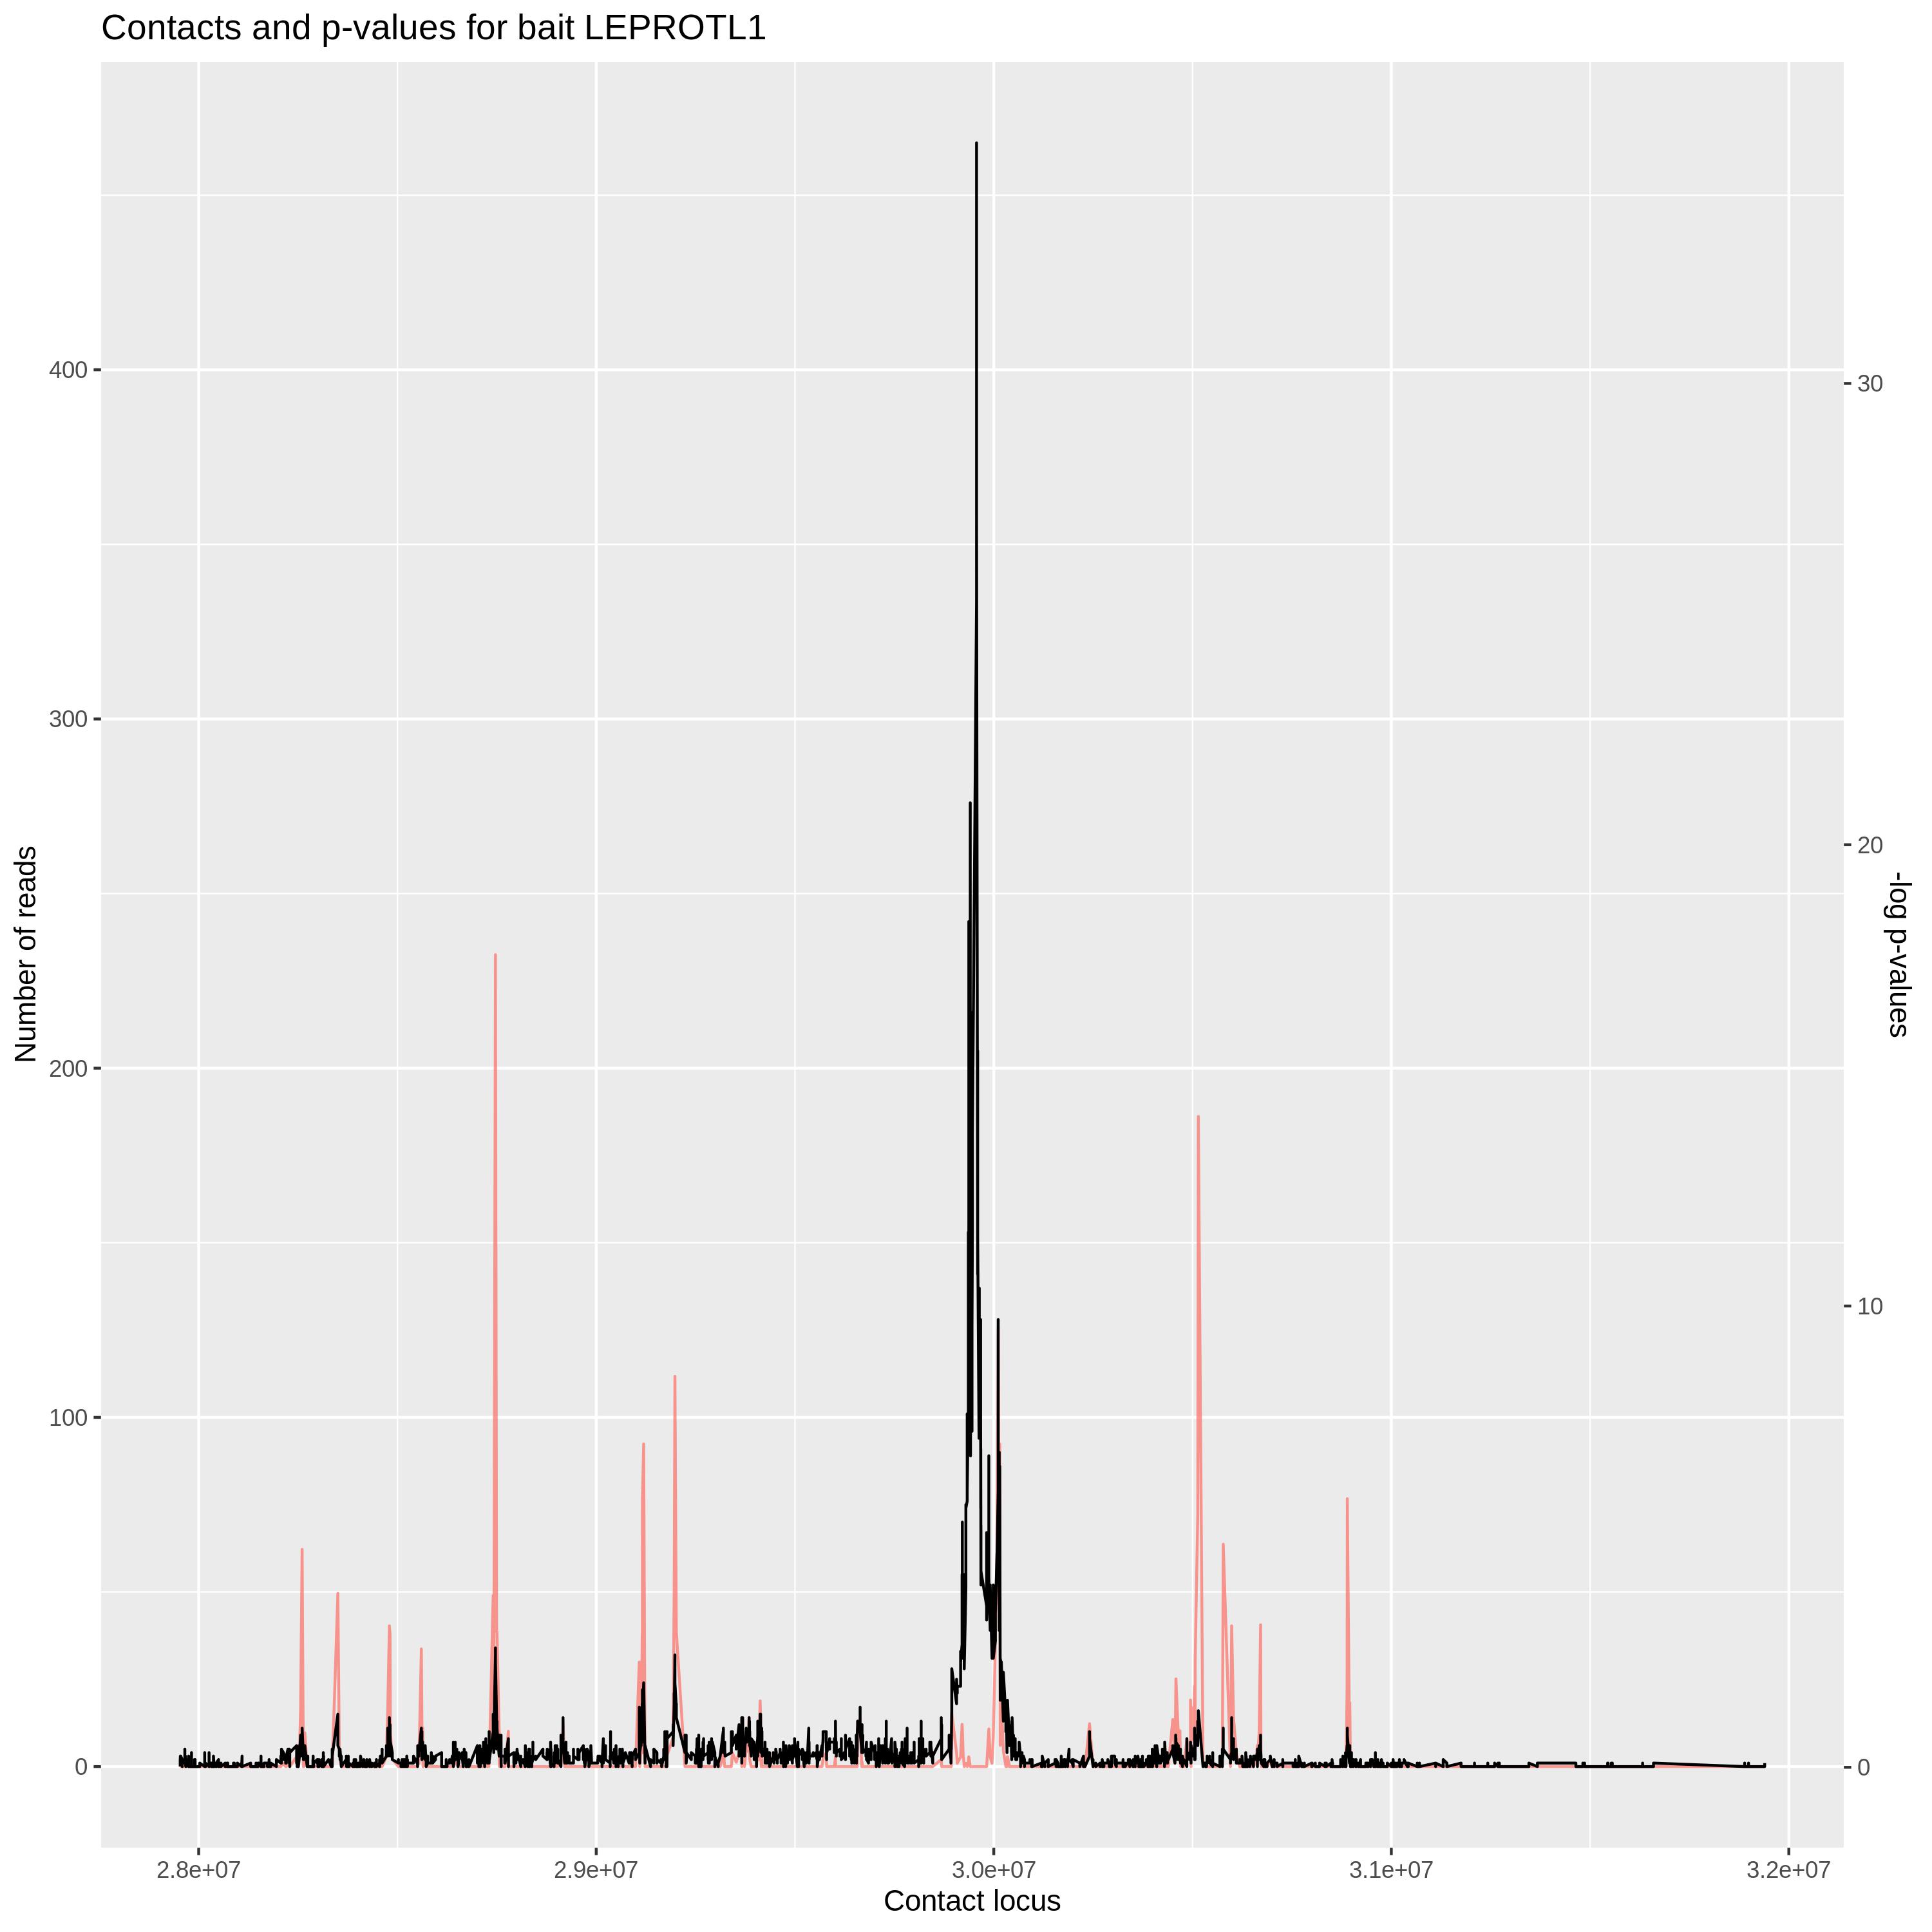 Contacts and p-values for bait LEPROTL1
Number of reads
400
300
200
100
0
30
20
10
0
-log p-values
2.8e+07
2.9e+07
3.0e+07
3.1e+07
3.2e+07
Contact locus